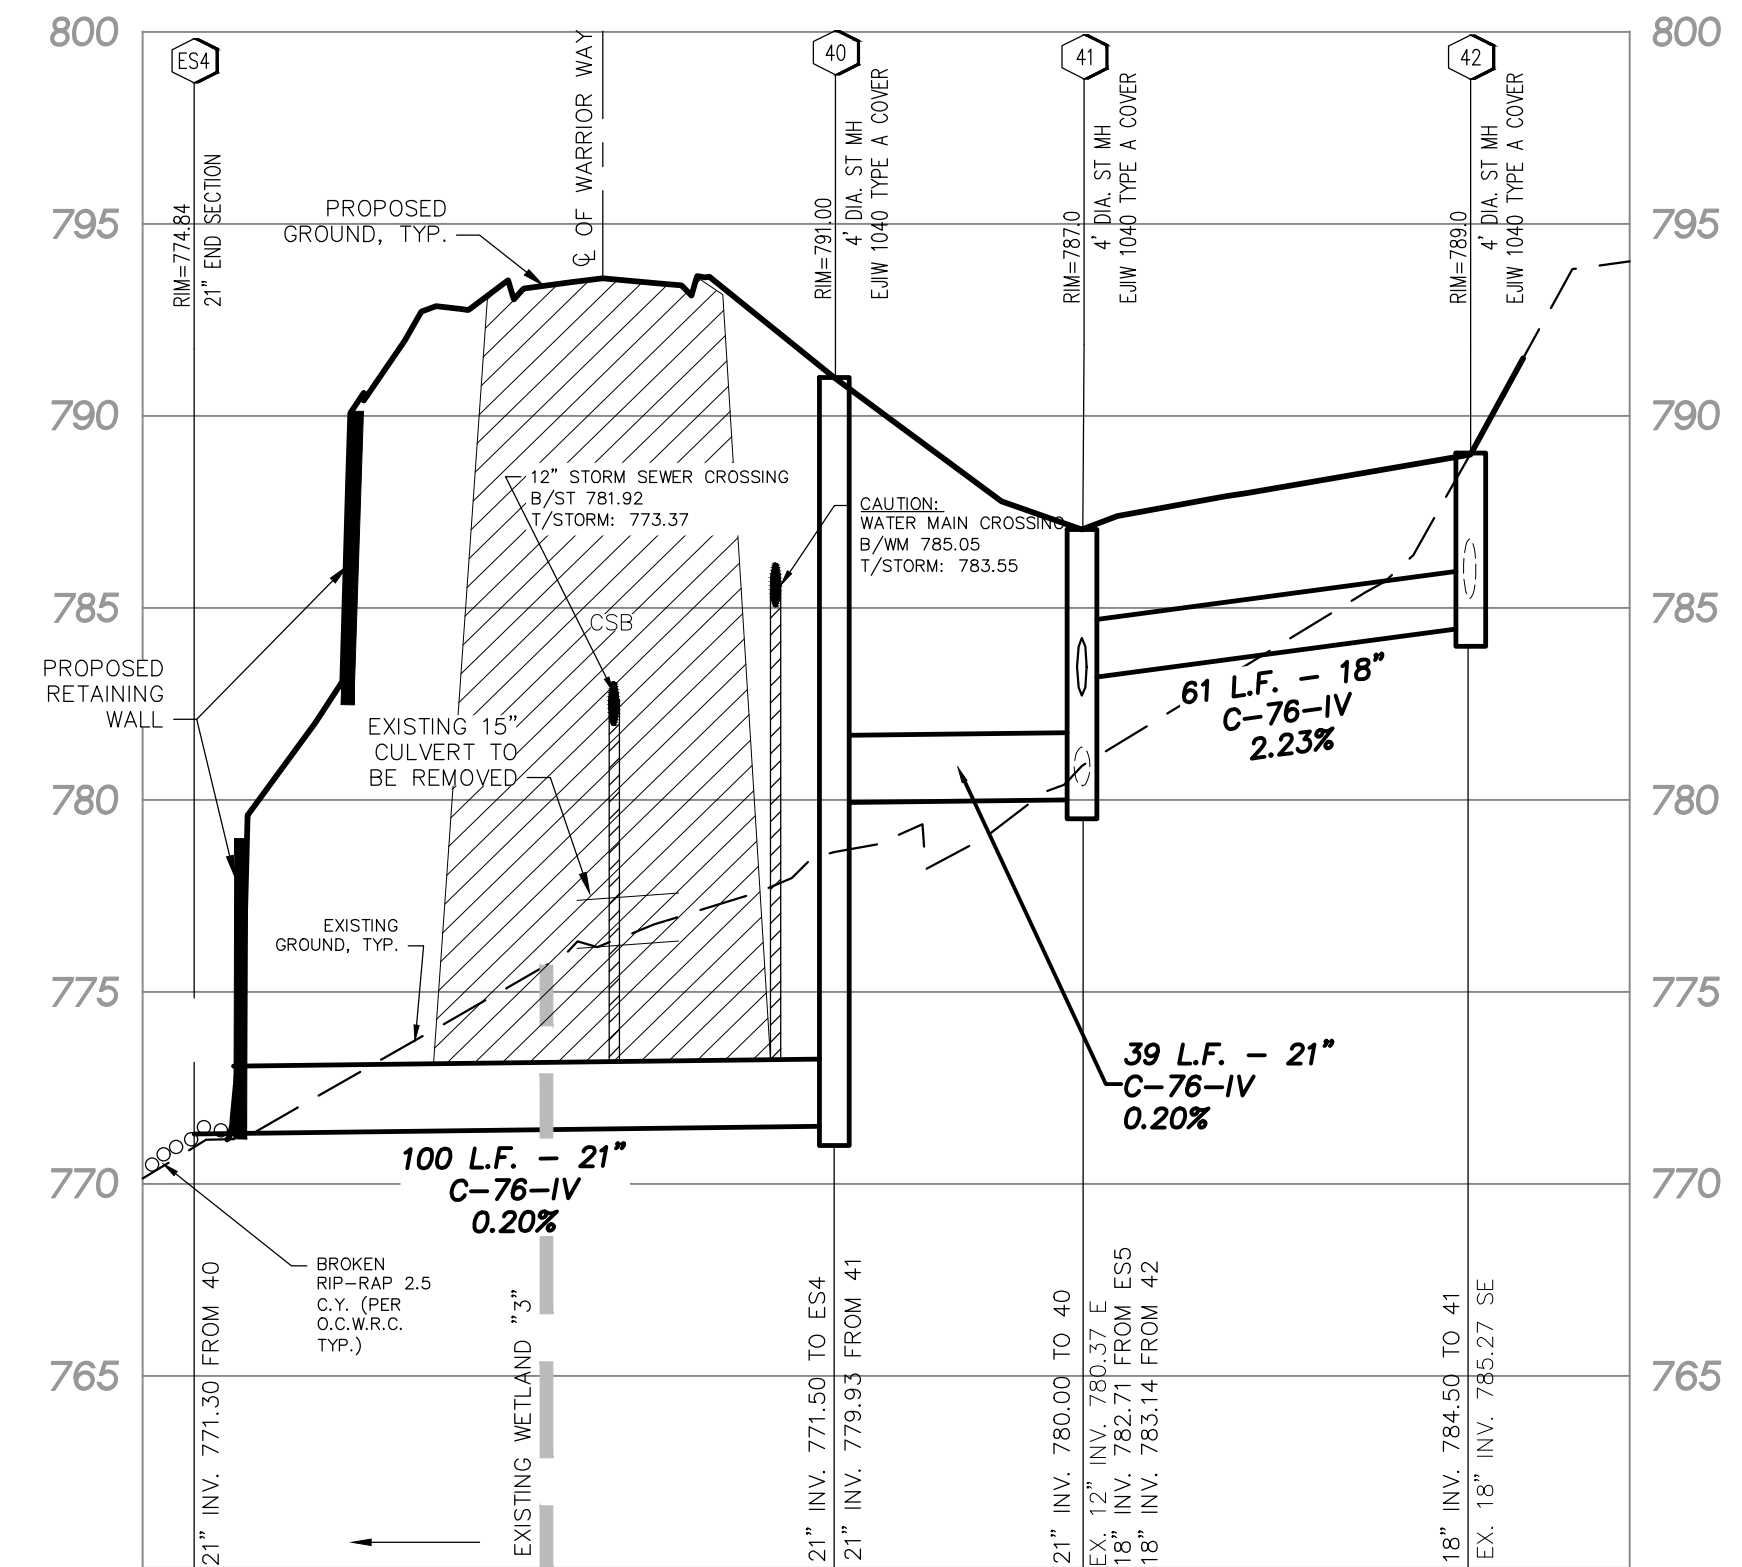 800
795
790
785
780
775
770
765
800
795
790
785
780
775
770
765
ES4
RIM=774.84
21" END SECTION
℄ OF WARRIOR WAY
40
RIM=791.00
4' DIA. ST MH
EJIW 1040 TYPE A COVER
41
RIM=787.0
4' DIA. ST MH
EJIW 1040 TYPE A COVER
42
RIM=789.0
4' DIA. ST MH
EJIW 1040 TYPE A COVER
PROPOSED
GROUND, TYP.
12" STORM SEWER CROSSING
B/ST 781.92
T/STORM: 773.37
CAUTION:
WATER MAIN CROSSING
B/WM 785.05
T/STORM: 783.55
CSB
PROPOSED
RETAINING
WALL
EXISTING 15"
CULVERT TO
BE REMOVED
EXISTING
GROUND, TYP.
61 L.F. - 18"
C-76-IV
2.23%
39 L.F. - 21"
C-76-IV
0.20%
100 L.F. - 21"
C-76-IV
0.20%
BROKEN
RIP-RAP 2.5
C.Y. (PER
O.C.W.R.C.
TYP.)
21" INV. 771.30 FROM 40
EXISTING WETLAND "3"
21" INV. 771.50 TO ES4
21" INV. 779.93 FROM 41
21" INV. 780.00 TO 40
EX. 12" INV. 780.37 E
18" INV. 782.71 FROM ES5
18" INV. 783.14 FROM 42
18" INV. 784.50 TO 41
EX. 18" INV. 785.27 SE